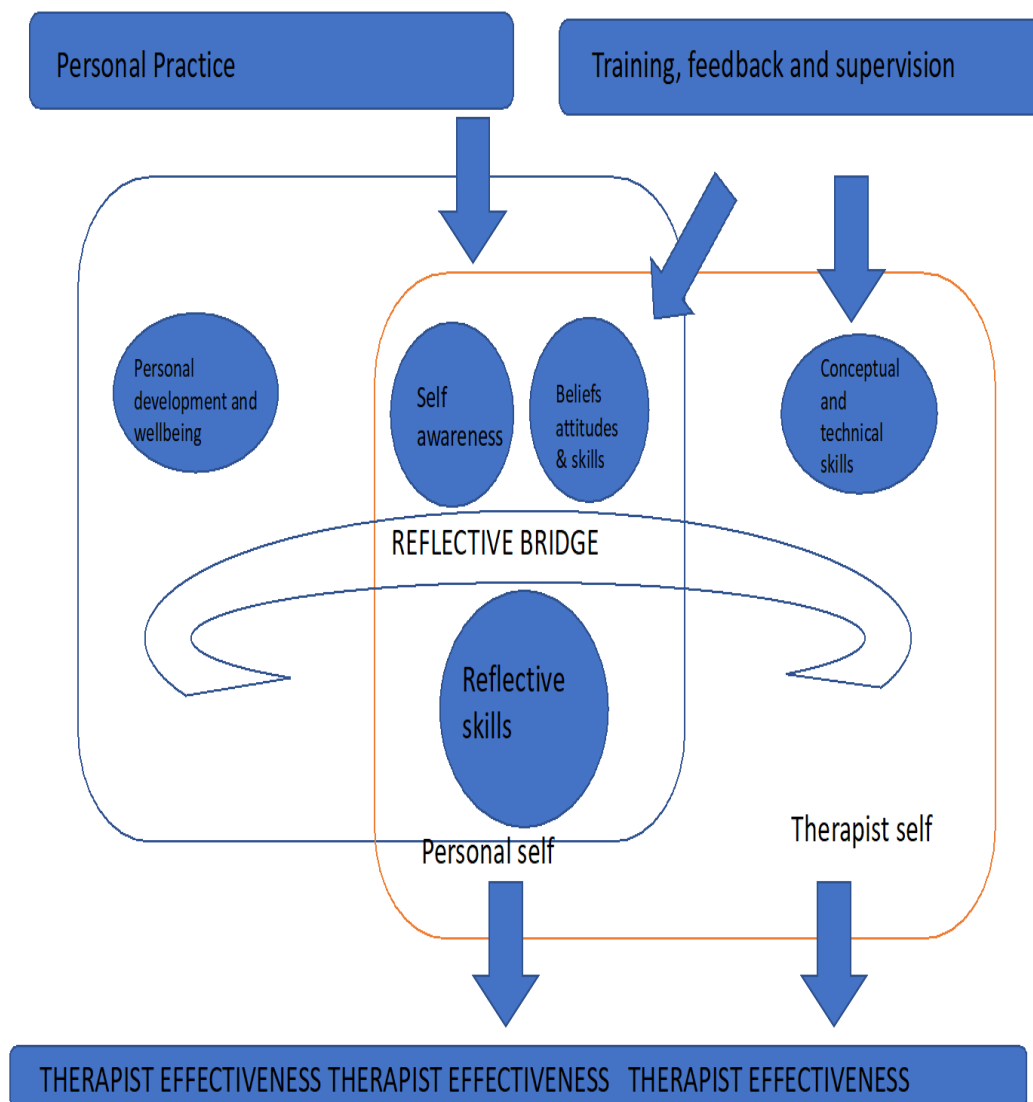 Personal Practice
Training, feedback and supervision
Personal
development and
wellbeing
Self
awareness
Beliefs
attitudes
& skills
Conceptual
and
technical
skills
REFLECTIVE BRIDGE
Reflective
skills
Personal self
Therapist self
THERAPIST EFFECTIVENESS THERAPIST EFFECTIVENESS THERAPIST EFFECTIVENESS